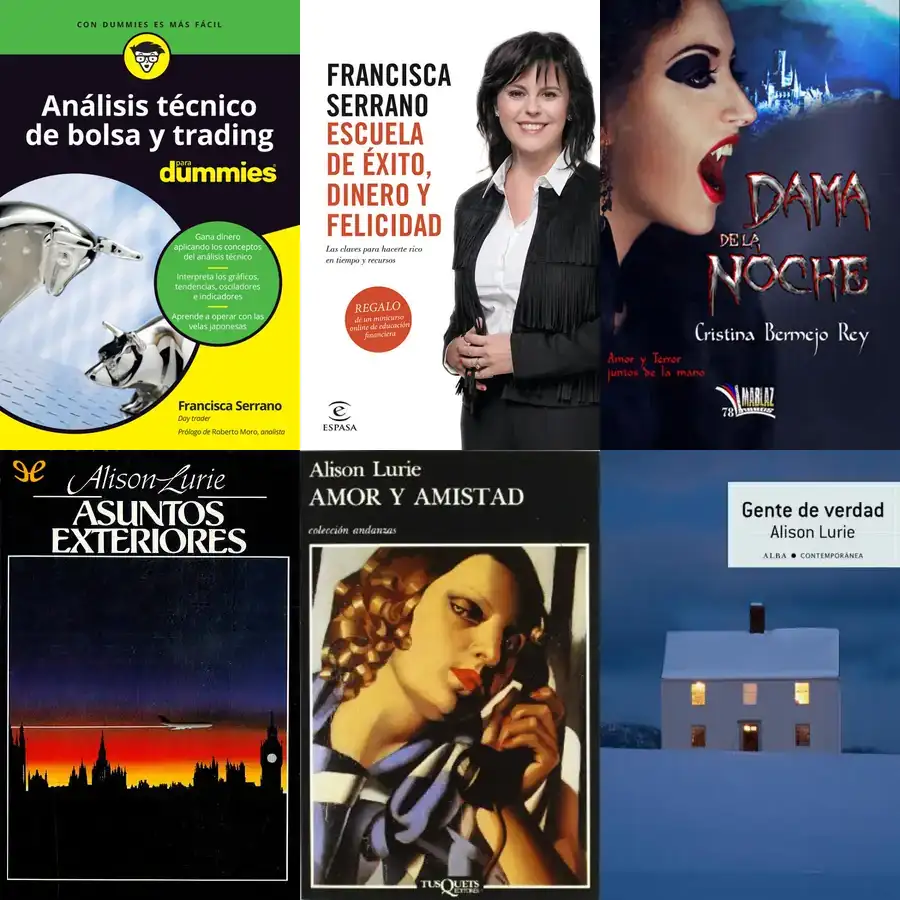 CON DUMMIES ES MÁS FÁCIL
Análisis técnico
de bolsa y trading
para
dummies
Gana dinero
aplicando los conceptos
del análisis técnico
Interpreta los gráficos,
tendencias, osciladores
e indicadores
Aprende a operar con las
velas japonesas
Francisca Serrano
Day trader
Prólogo de Roberto Moro, analista
FRANCISCA
SERRANO
ESCUELA
DE ÉXITO,
DINERO Y
FELICIDAD
Las claves para hacerte rico
en tiempo y recursos
REGALO
de un minicurso
online de educación
financiera
e
ESPASA
DAMA
DE LA
NOCHE
Cristina Bermejo Rey
Amor y Terror
juntos de la mano
78
MABLAZ
Alison Lurie
ASUNTOS
EXTERIORES
Alison Lurie
AMOR Y AMISTAD
colección andanzas
TUSQUETS
EDITORES
Gente de verdad
Alison Lurie
ALBA ● CONTEMPORÁNEA